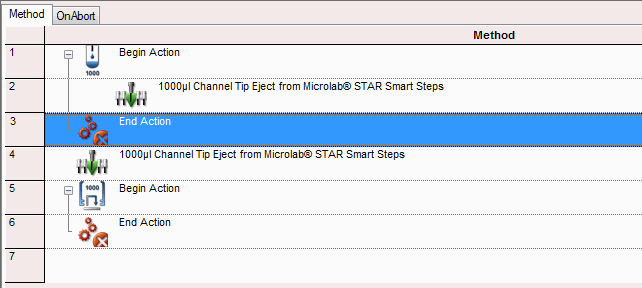 Method OnAbort
Method
1 Begin Action
1000
2 1000µl Channel Tip Eject from Microlab® STAR Smart Steps
3 End Action
4 1000µl Channel Tip Eject from Microlab® STAR Smart Steps
5 Begin Action
1000
6 End Action
7